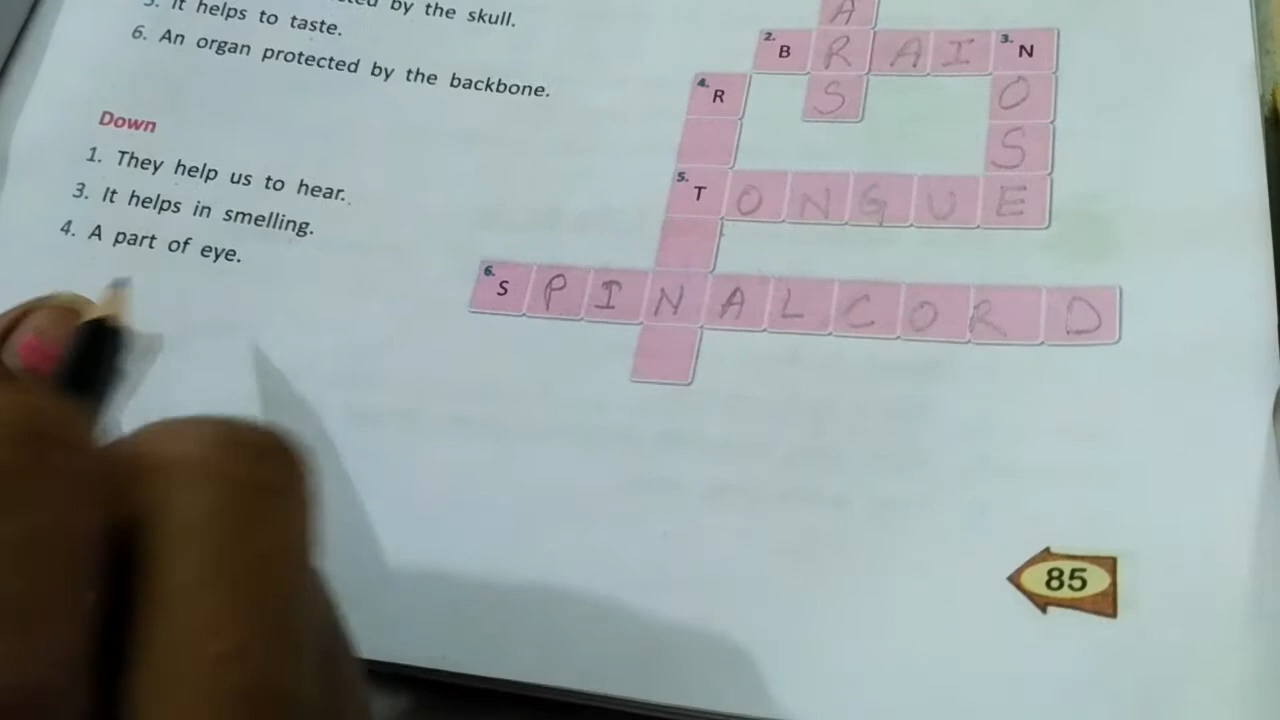 by the skull.
5. It helps to taste.
6. An organ protected by the backbone.
Down
1. They help us to hear.
3. It helps in smelling.
4. A part of eye.
A
2. B R A I 3. N
4. R S O
S
5. T O N G U E
6. S P I N A L C O R D
85